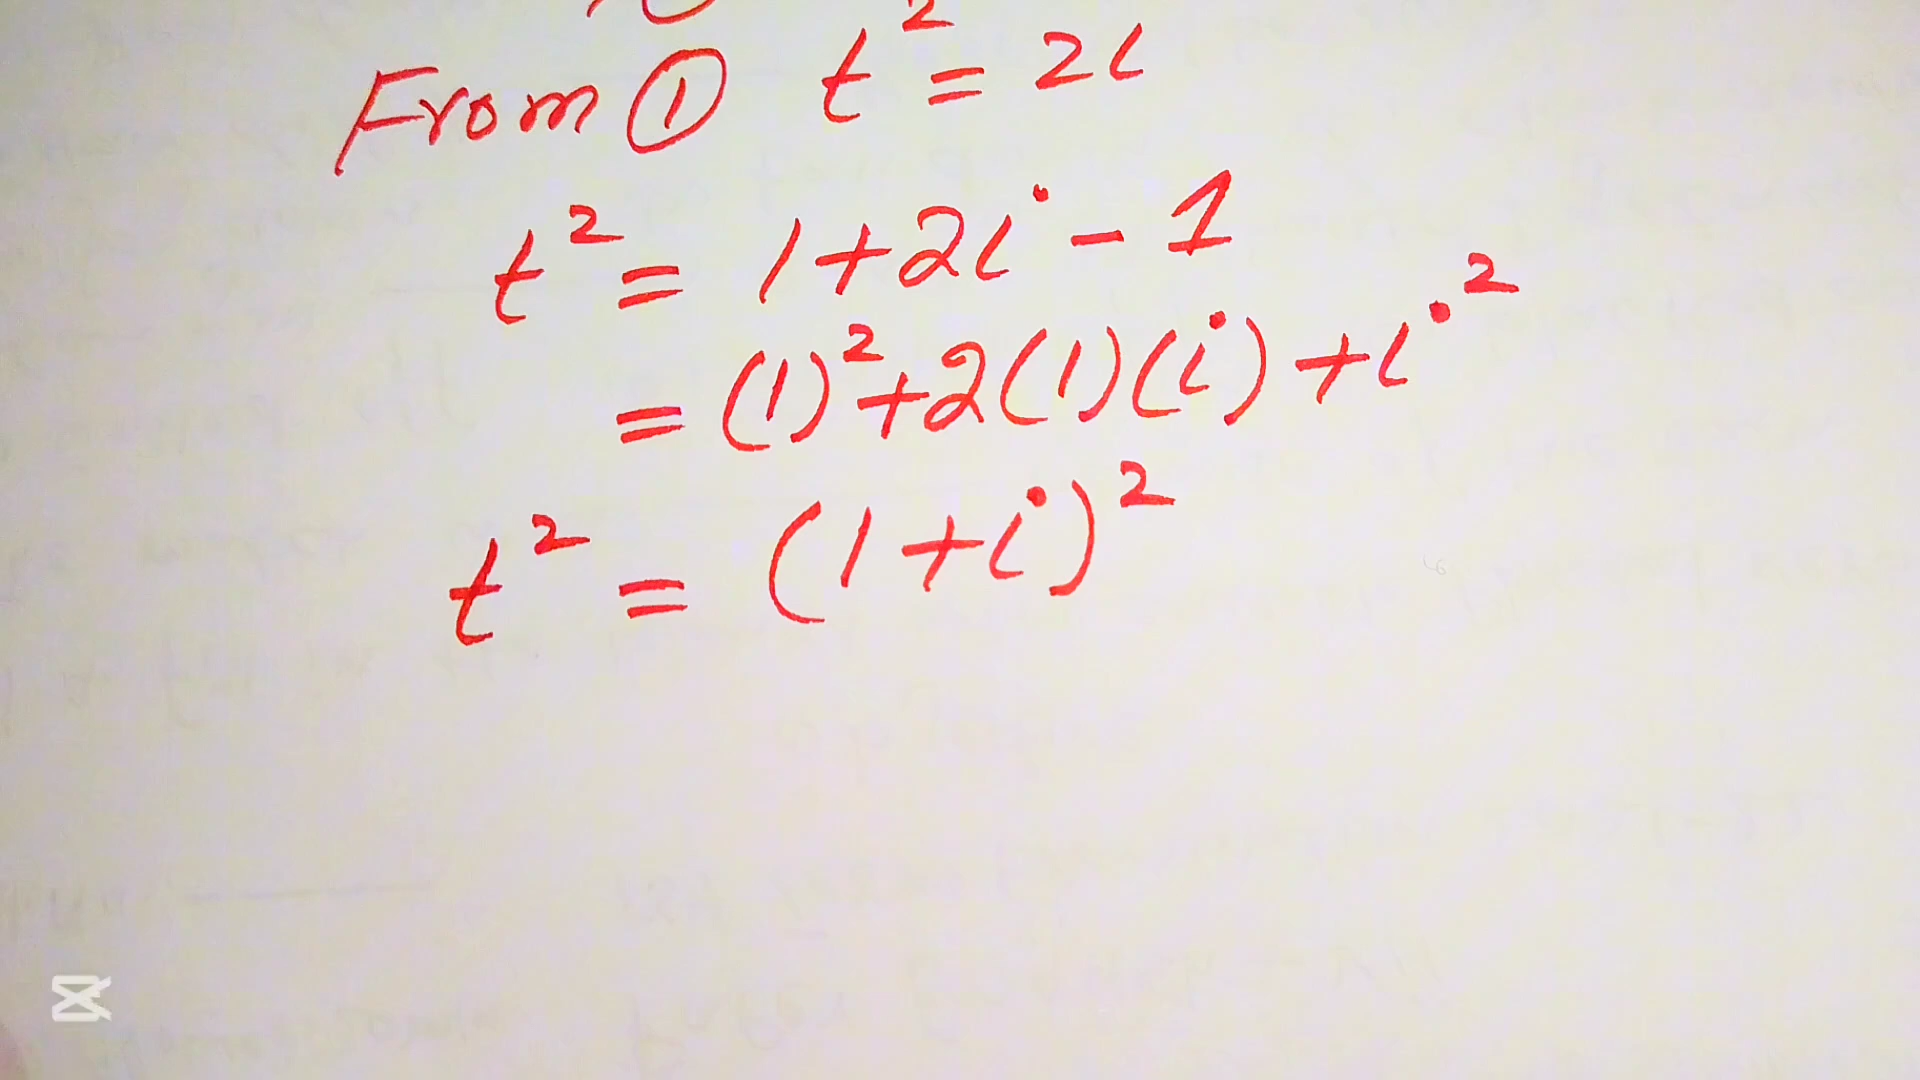 From ① t² = 2i
t² = 1+2i - 1
= (1)²+2(1)(i)+i²
t² = (1+i)²